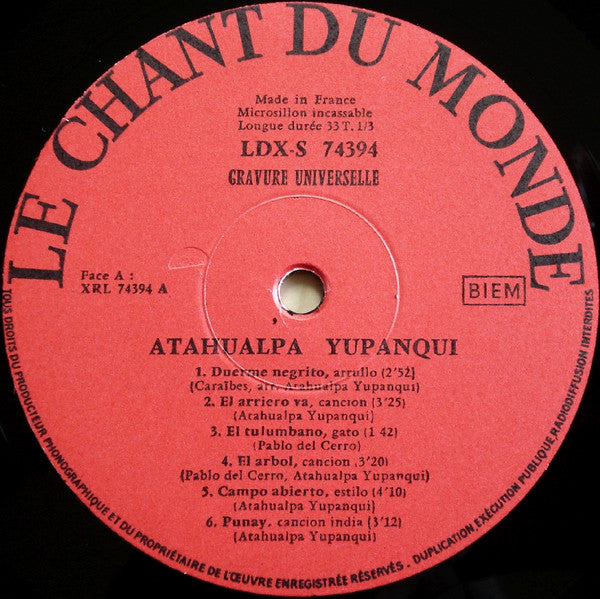 LE CHANT DU MONDE
Made in France
Microsillon incassable
Longue durée 33 T. 1/3
LDX-S 74394
GRAVURE UNIVERSELLE
Face A :
XRL 74394 A
BIEM
ATAHUALPA YUPANQUI
1. Duerme negrito, arrullo (2'52)
(Caraïbes, arr. Atahualpa Yupanqui)
2. El arriero va, cancion (3'25)
(Atahualpa Yupanqui)
3. El tulumbano, gato (1 42)
(Pablo del Cerro)
4. El arbol, cancion (3'20)
(Pablo del Cerro, Atahualpa Yupanqui)
5. Campo abierto, estilo (4'10)
(Atahualpa Yupanqui)
6. Punay, cancion india (3'12)
(Atahualpa Yupanqui)
TOUS DROITS DU PRODUCTEUR PHONOGRAPHIQUE ET DU PROPRIÉTAIRE DE L'ŒUVRE ENREGISTRÉE RÉSERVÉS. DUPLICATION EXÉCUTION PUBLIQUE, RADIODIFFUSION INTERDITES